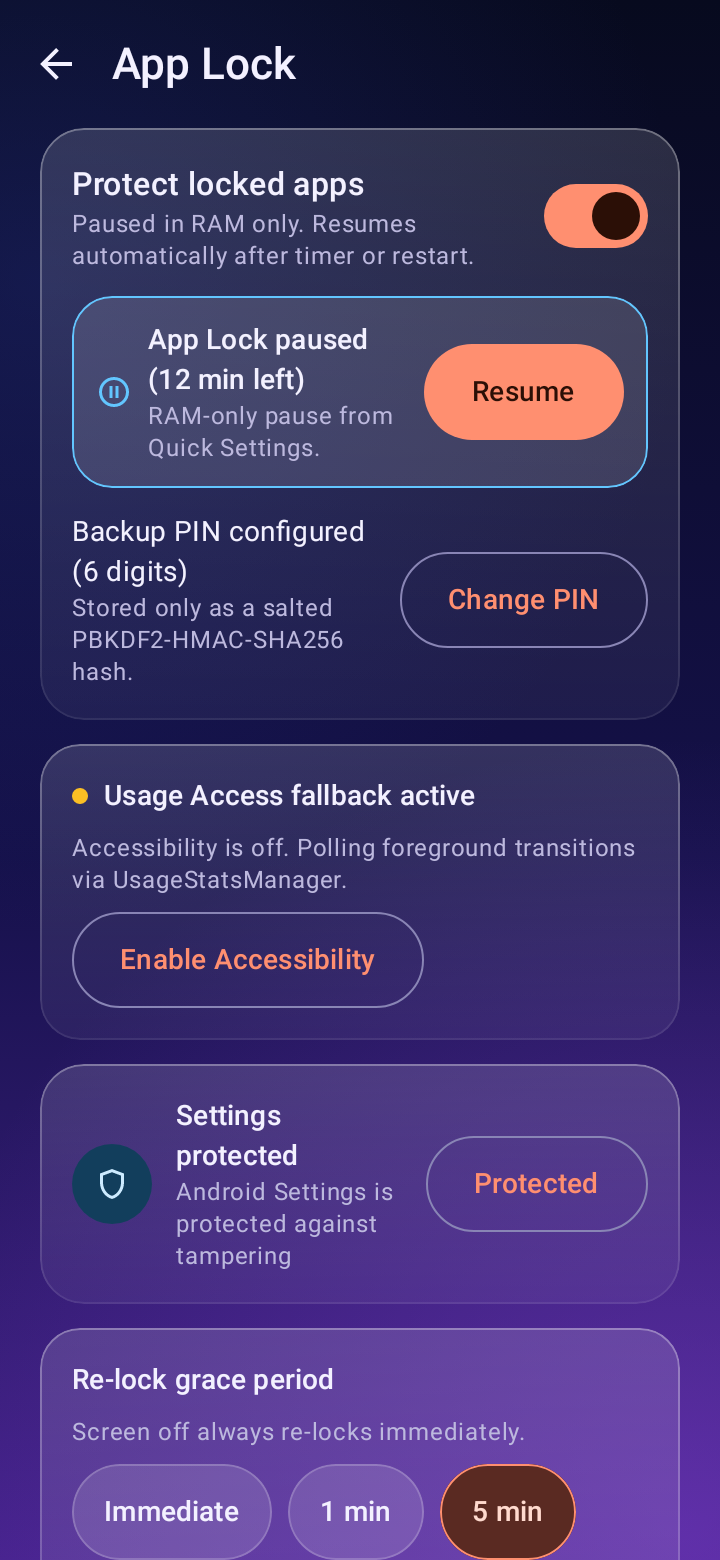 App Lock
Protect locked apps
Paused in RAM only. Resumes
automatically after timer or restart.
App Lock paused
(12 min left)
RAM-only pause from
Quick Settings.
Resume
Backup PIN configured
(6 digits)
Stored only as a salted
PBKDF2-HMAC-SHA256
hash.
Change PIN
Usage Access fallback active
Accessibility is off. Polling foreground transitions
via UsageStatsManager.
Enable Accessibility
Settings
protected
Android Settings is
protected against
tampering
Protected
Re-lock grace period
Screen off always re-locks immediately.
Immediate
1 min
5 min